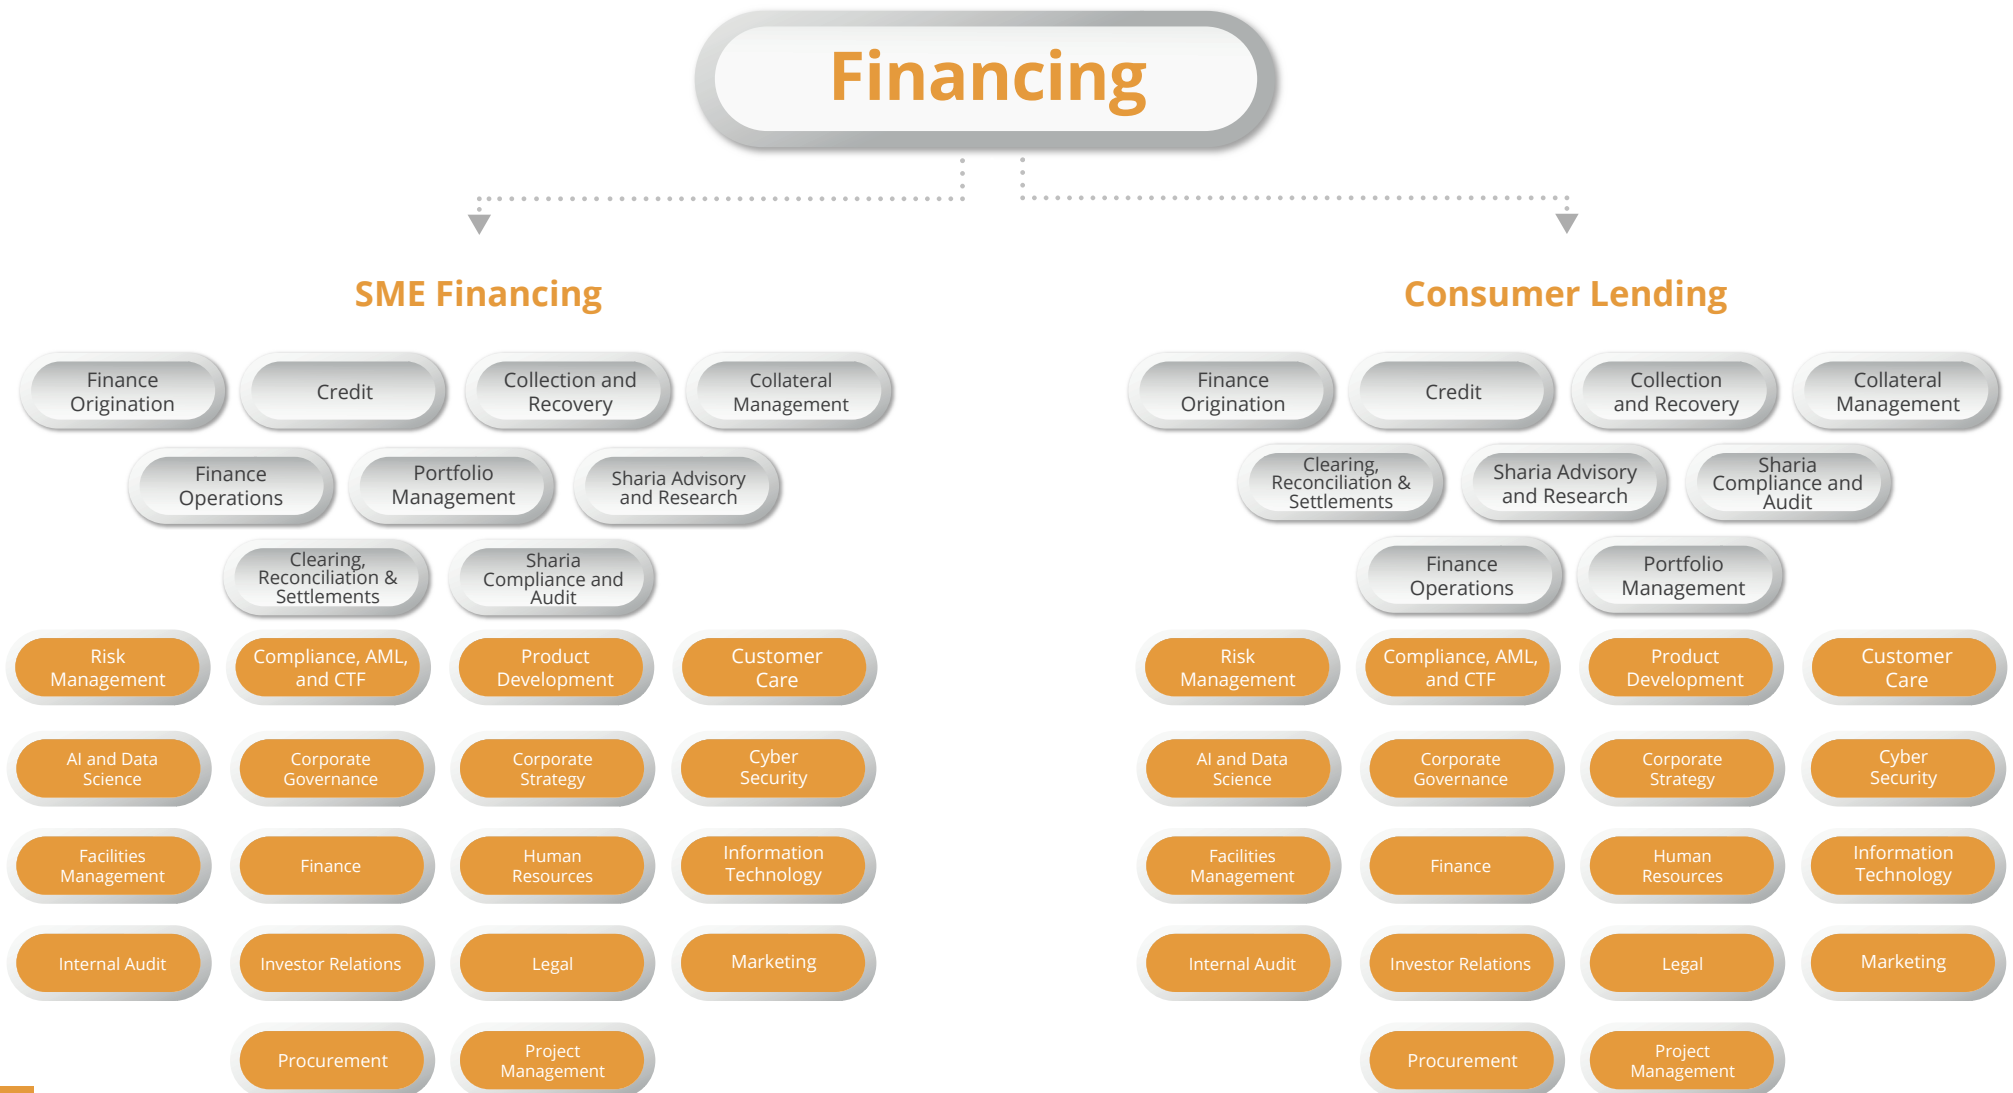 Financing
SME Financing
Finance
Origination
Credit
Collection and
Recovery
Collateral
Management
Finance
Operations
Portfolio
Management
Sharia Advisory
and Research
Clearing,
Reconciliation &
Settlements
Sharia
Compliance and
Audit
Risk
Management
Compliance, AML,
and CTF
Product
Development
Customer
Care
AI and Data
Science
Corporate
Governance
Corporate
Strategy
Cyber
Security
Facilities
Management
Finance
Human
Resources
Information
Technology
Internal Audit
Investor Relations
Legal
Marketing
Procurement
Project
Management
Consumer Lending
Finance
Origination
Credit
Collection
and Recovery
Collateral
Management
Clearing,
Reconciliation &
Settlements
Sharia Advisory
and Research
Sharia
Compliance and
Audit
Finance
Operations
Portfolio
Management
Risk
Management
Compliance, AML,
and CTF
Product
Development
Customer
Care
AI and Data
Science
Corporate
Governance
Corporate
Strategy
Cyber
Security
Facilities
Management
Finance
Human
Resources
Information
Technology
Internal Audit
Investor Relations
Legal
Marketing
Procurement
Project
Management